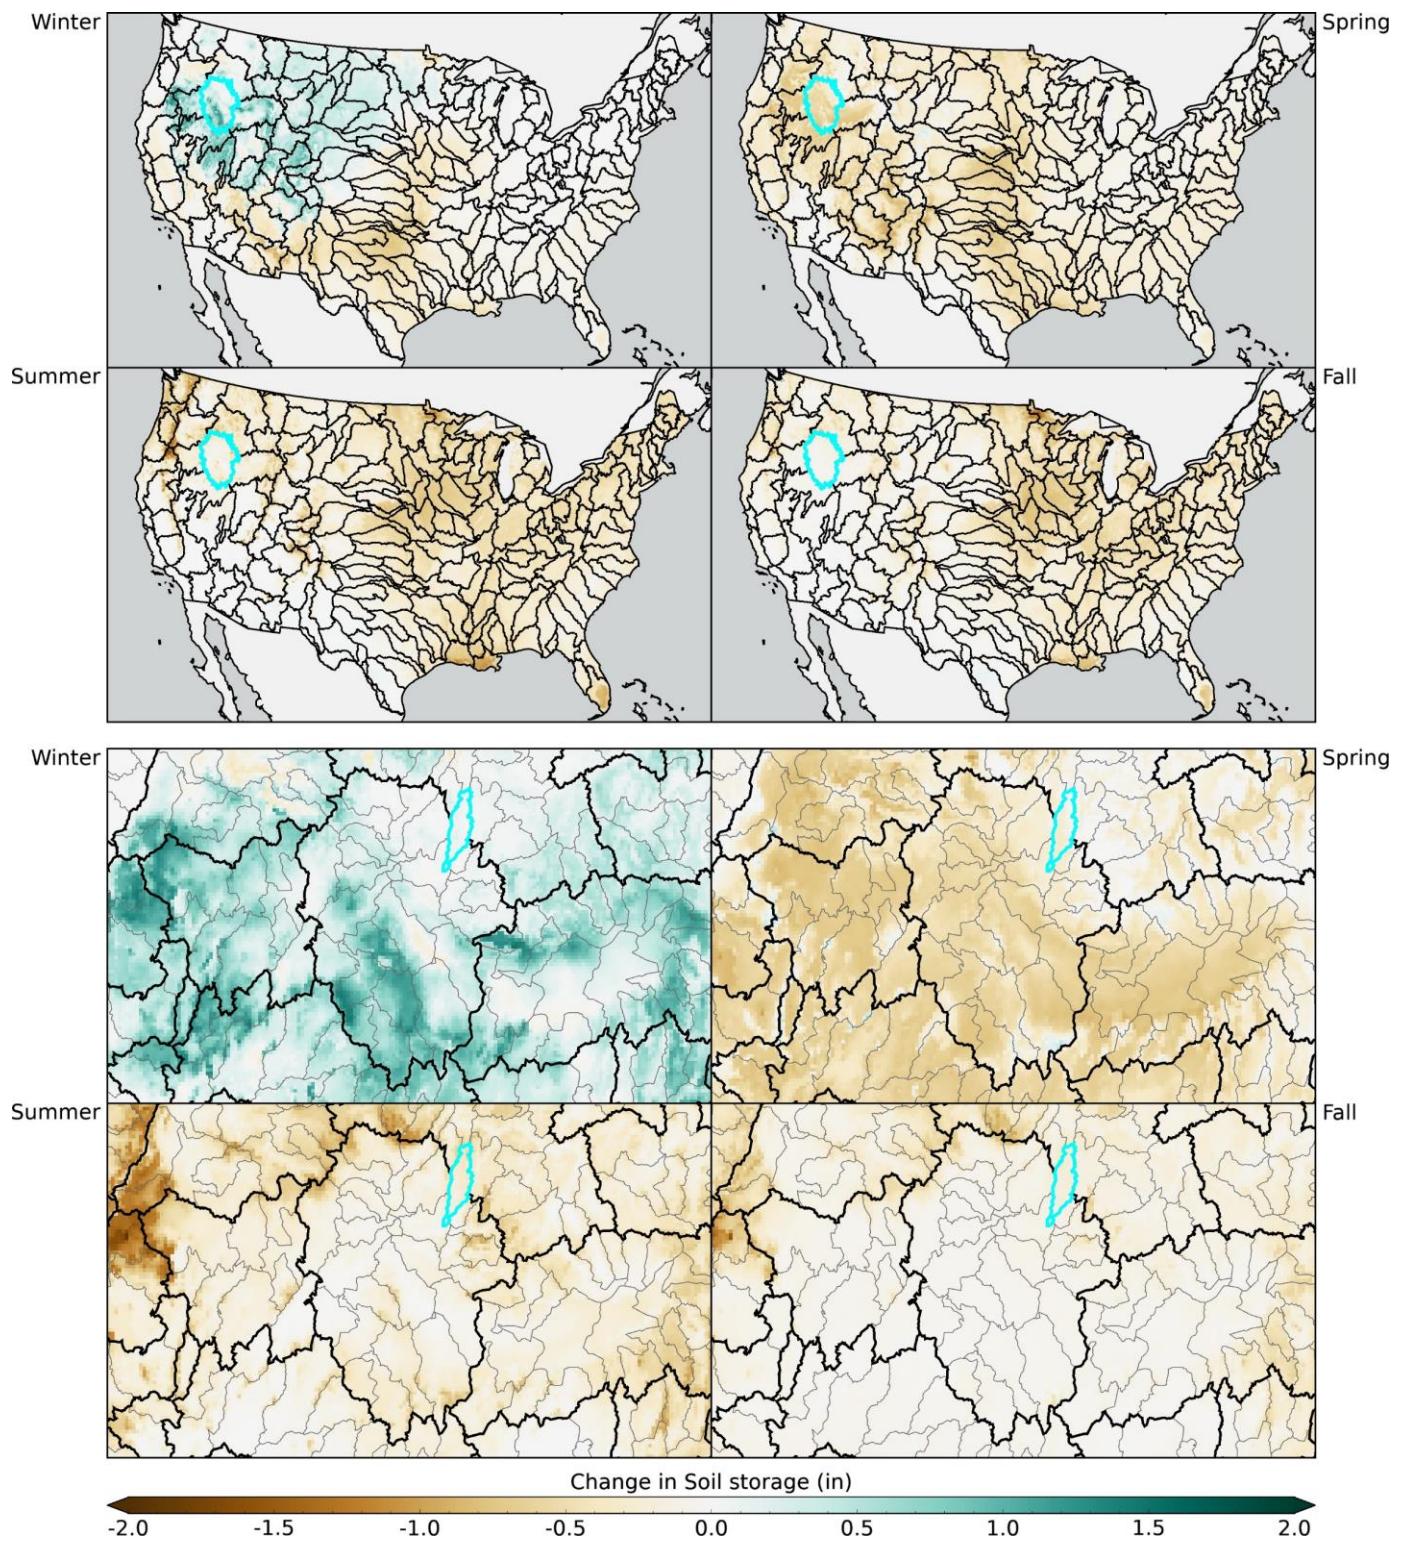 Winter
Spring
Summer
Fall
Winter
Spring
Summer
Fall
Change in Soil storage (in)
-2.0 -1.5 -1.0 -0.5 0.0 0.5 1.0 1.5 2.0